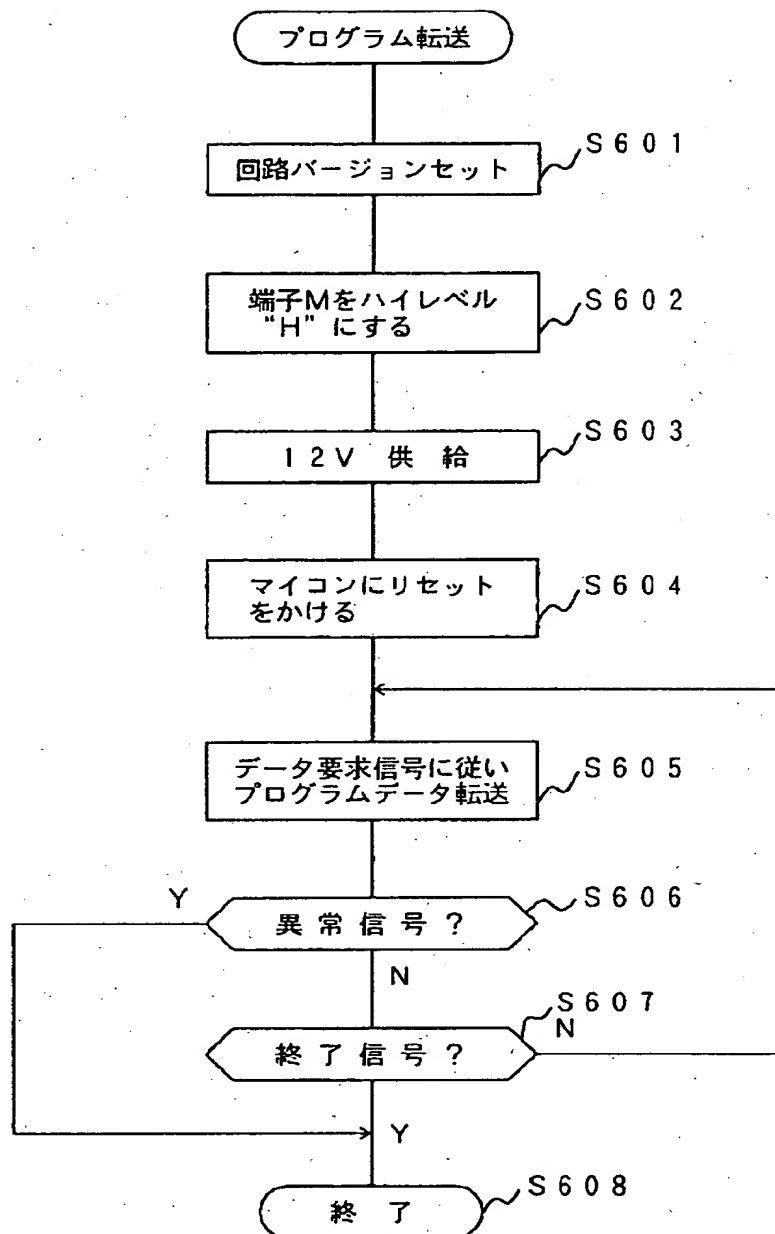 プログラム転送
回路バージョンセット
S601
端子Mをハイレベル
“H”にする
S602
12V 供給
S603
マイコンにリセット
をかける
S604
データ要求信号に従い
プログラムデータ転送
S605
異常信号？
S606
Y
N
終了信号？
S607
N
Y
終了
S608